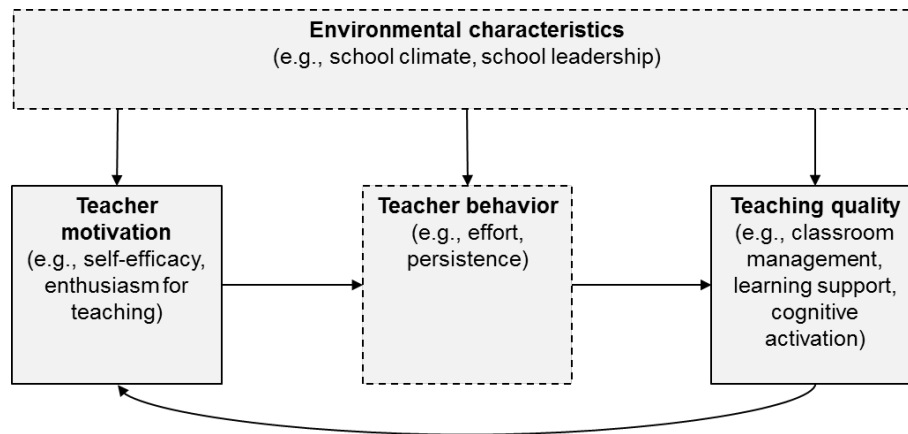 Environmental characteristics
(e.g., school climate, school leadership)
Teacher
motivation
(e.g., self-efficacy,
enthusiasm for
teaching)
Teacher behavior
(e.g., effort,
persistence)
Teaching quality
(e.g., classroom
management,
learning support,
cognitive
activation)